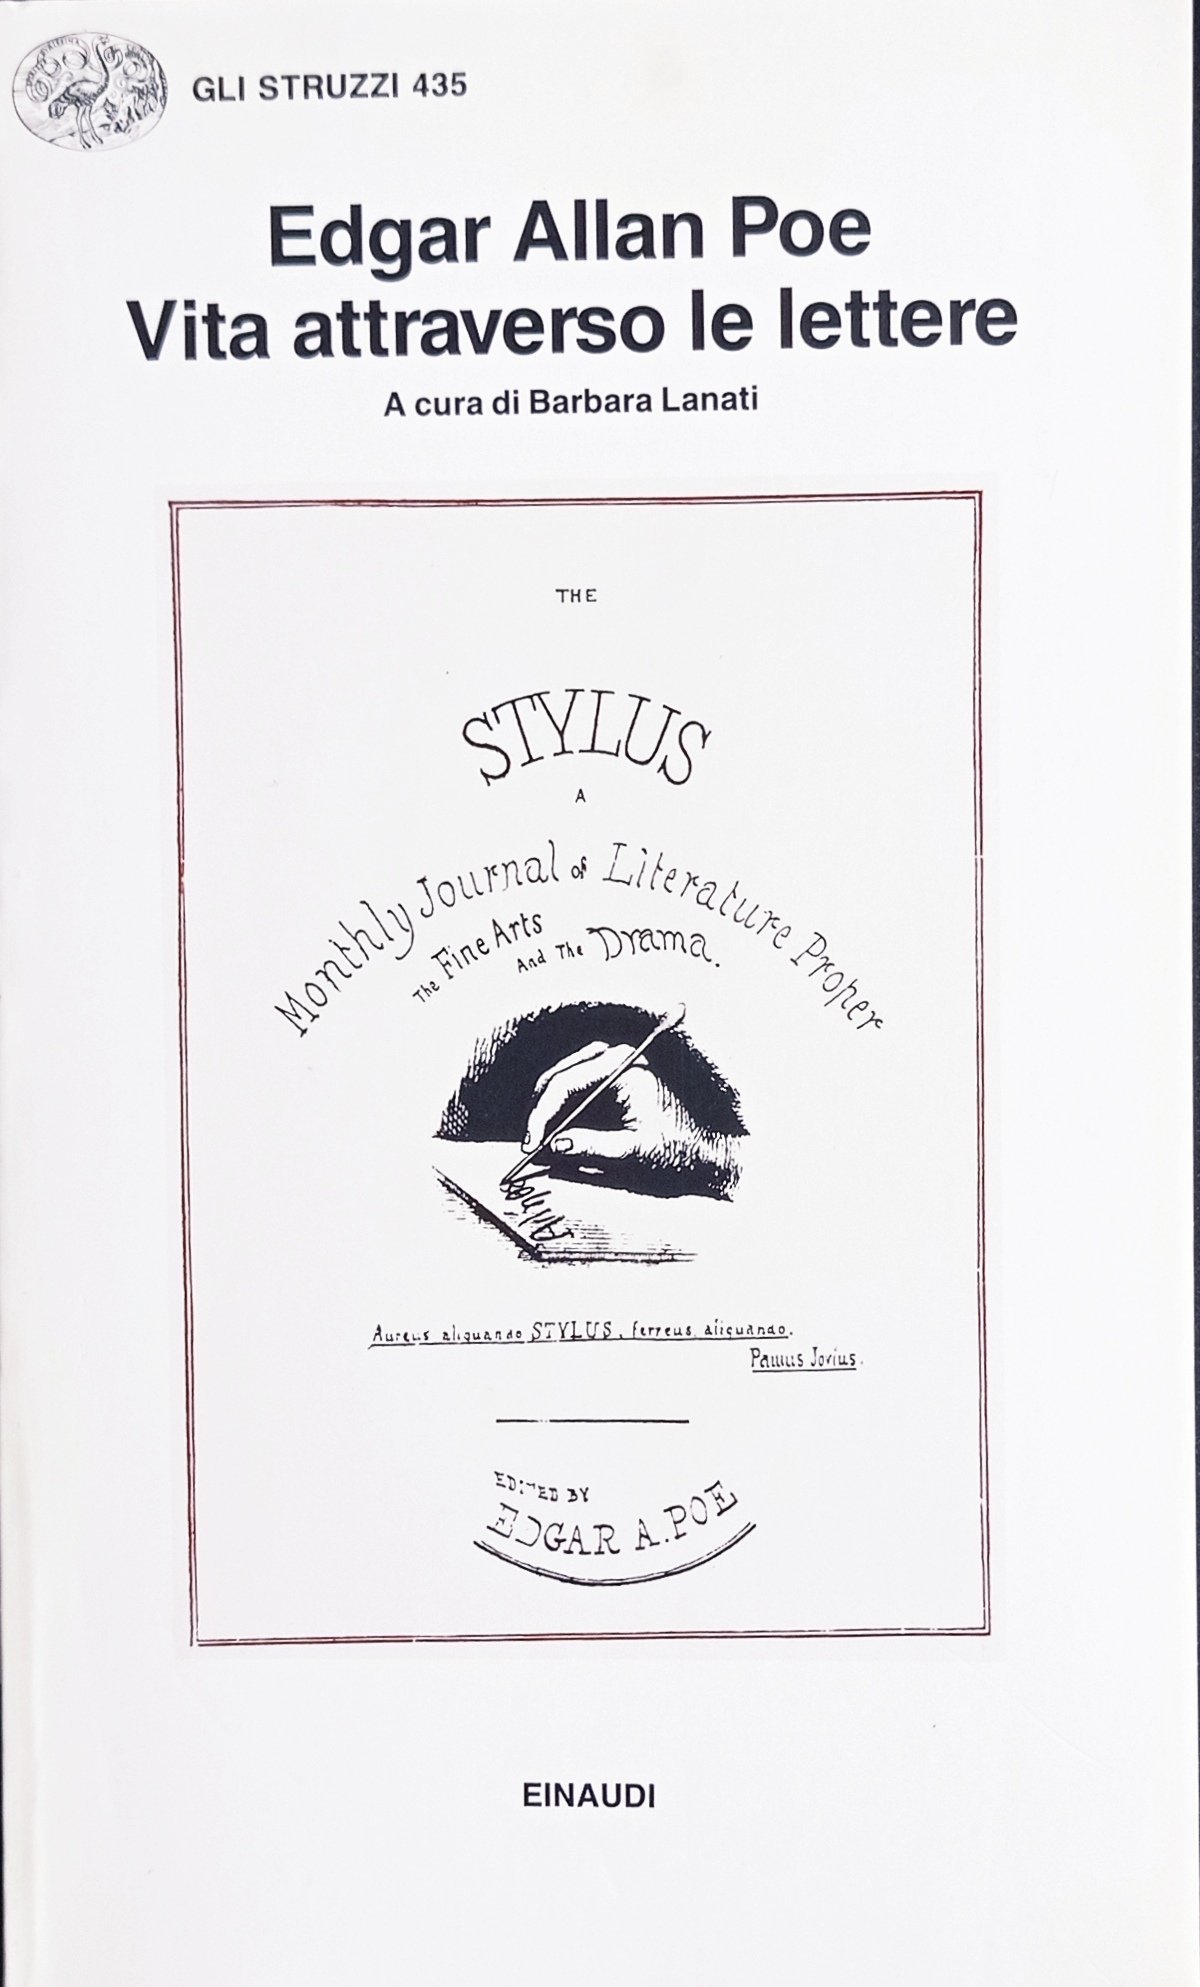 GLI STRUZZI 435
Edgar Allan Poe
Vita attraverso le lettere
A cura di Barbara Lanati
THE
STYLUS
A
Monthly Journal of Literature Proper
The Fine Arts And The Drama.
Aureus aliquando STYLUS, ferreus aliquando.
Paulus Jovius.
EDITED BY
EDGAR A. POE
EINAUDI